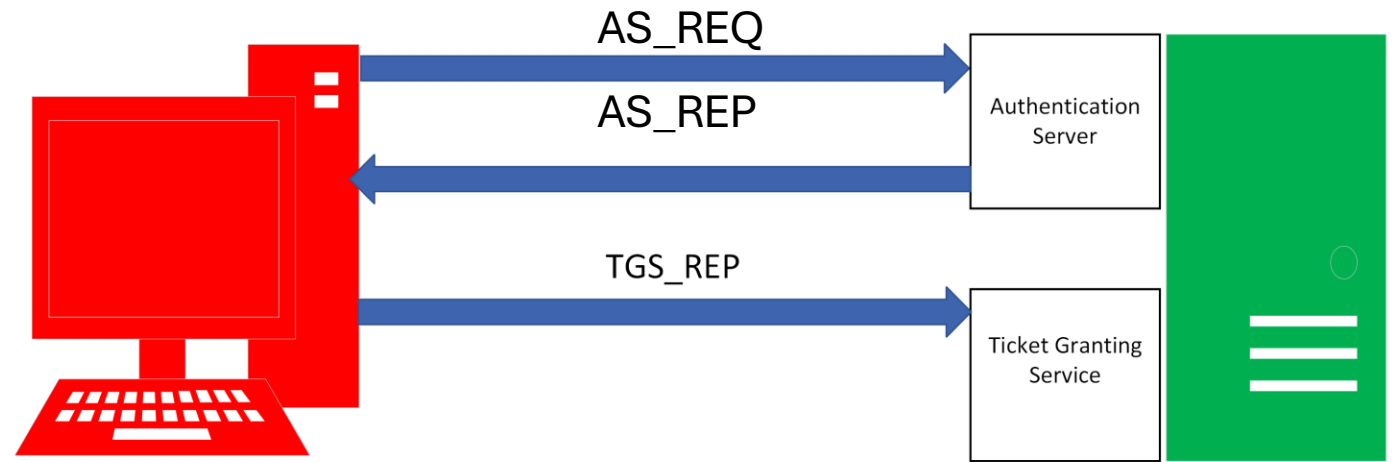 AS_REQ
AS_REP
Authentication
Server
TGS_REP
Ticket Granting
Service